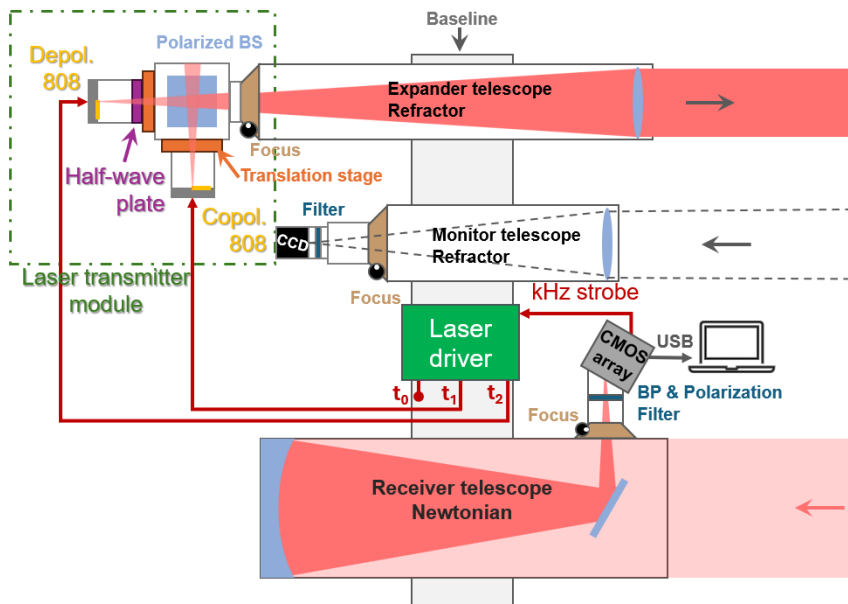 Baseline
Polarized BS
Depol.
808
Expander telescope
Refractor
Focus
Translation stage
Half-wave
plate
Copol.
808
Filter
CCD
Monitor telescope
Refractor
Laser transmitter
module
Focus
kHz strobe
Laser
driver
CMOS
array
USB
t₀ t₁ t₂
BP & Polarization
Filter
Focus
Receiver telescope
Newtonian